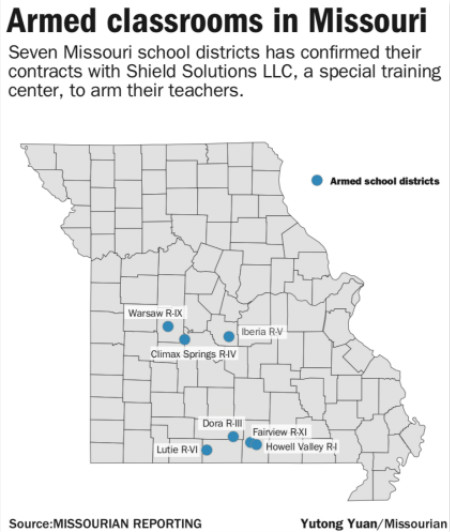 Armed classrooms in Missouri
Seven Missouri school districts has confirmed their
contracts with Shield Solutions LLC, a special training
center, to arm their teachers.
Armed school districts
Warsaw R-IX
Iberia R-V
Climax Springs R-IV
Dora R-III
Fairview R-XI
Howell Valley R-I
Lutie R-VI
Source:MISSOURIAN REPORTING
Yutong Yuan/Missourian